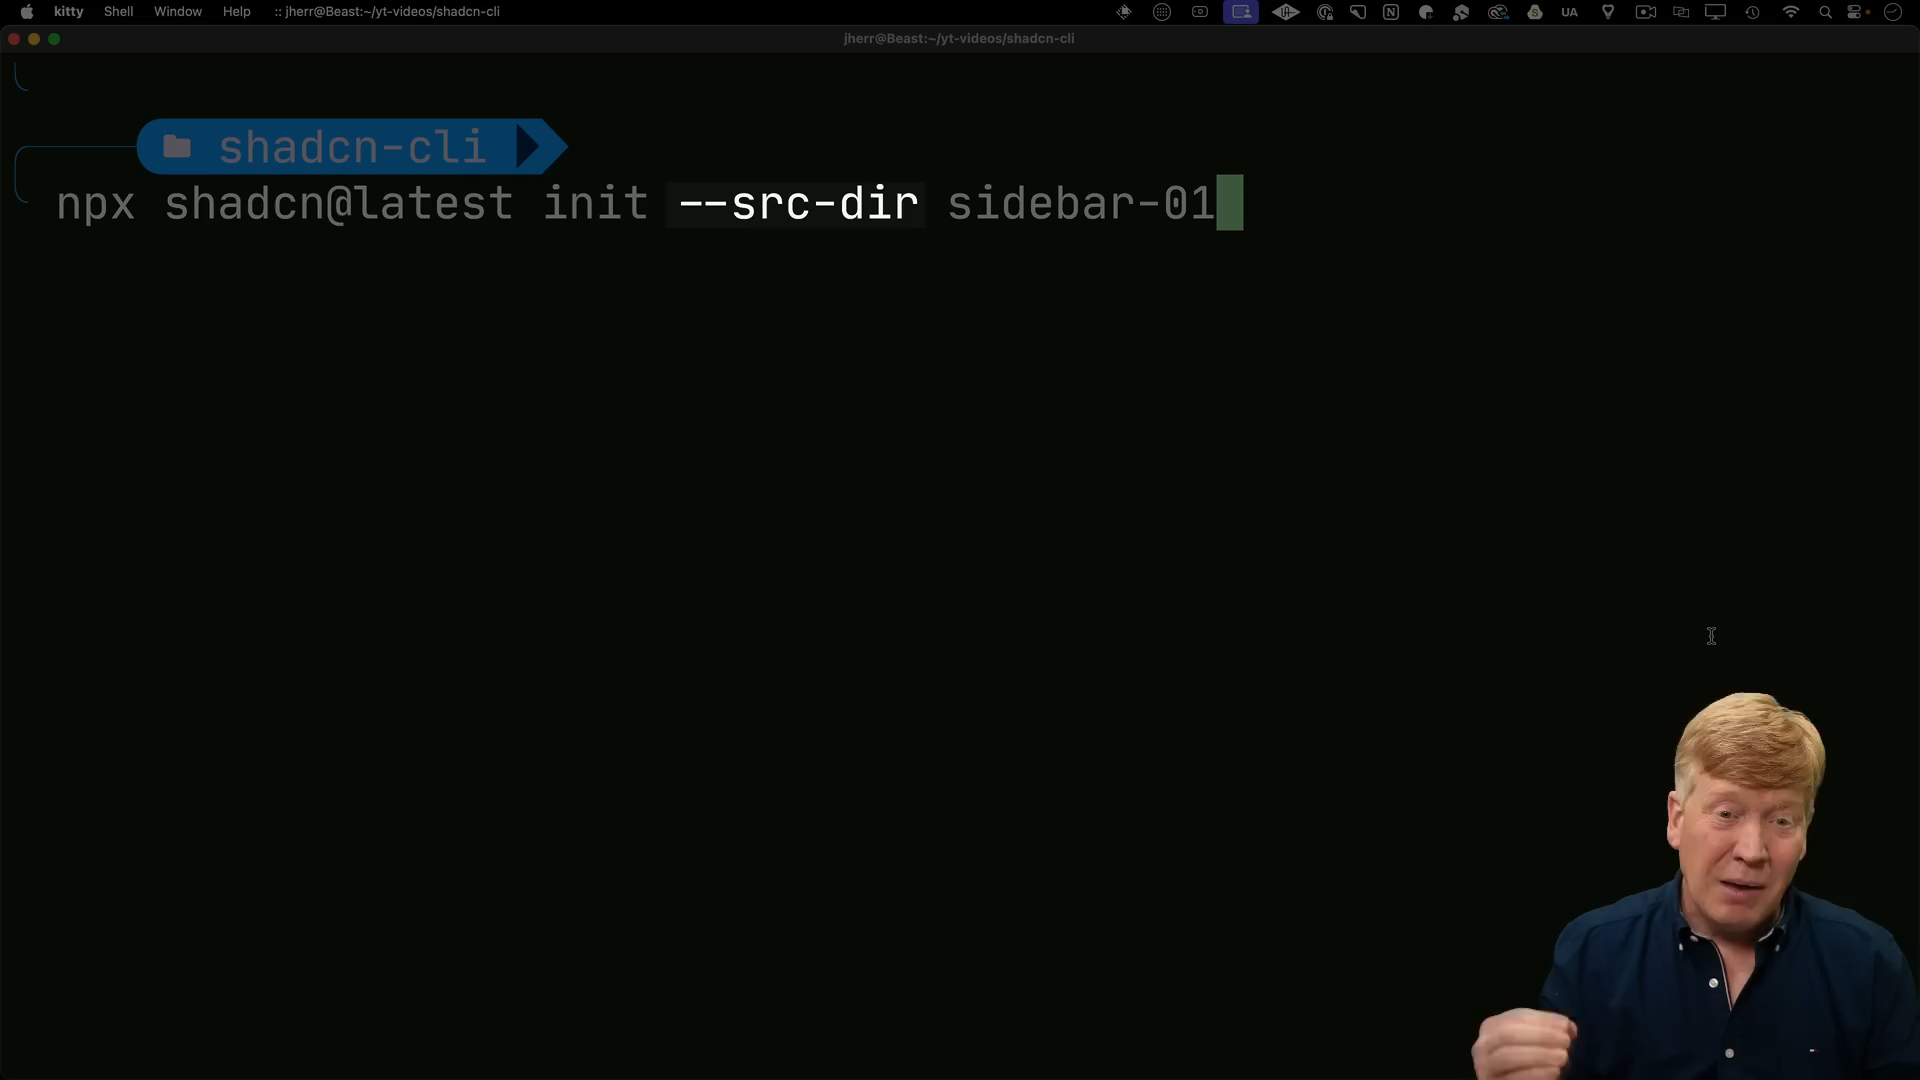 kitty Shell Window Help :: jherr@Beast:~/yt-videos/shadcn-cli
UA
jherr@Beast:~/yt-videos/shadcn-cli
shadcn-cli
npx shadcn@latest init --src-dir sidebar-01